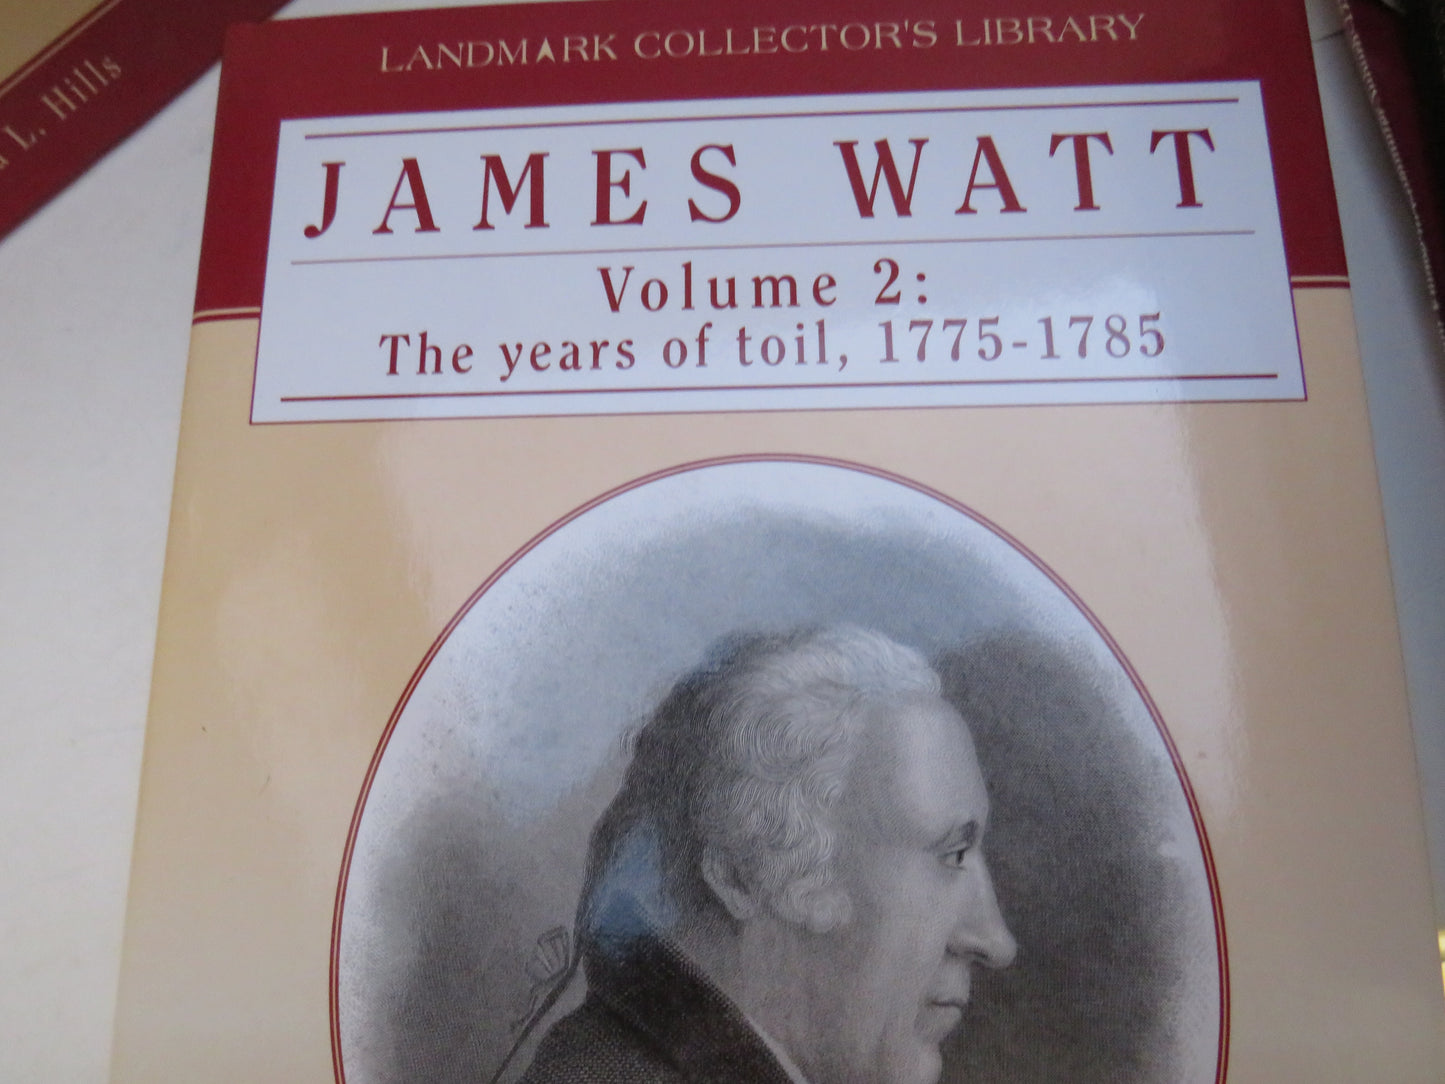 LANDMARK COLLECTOR'S LIBRARY
JAMES WATT
Volume 2:
The years of toil, 1775-1785
L. Hills